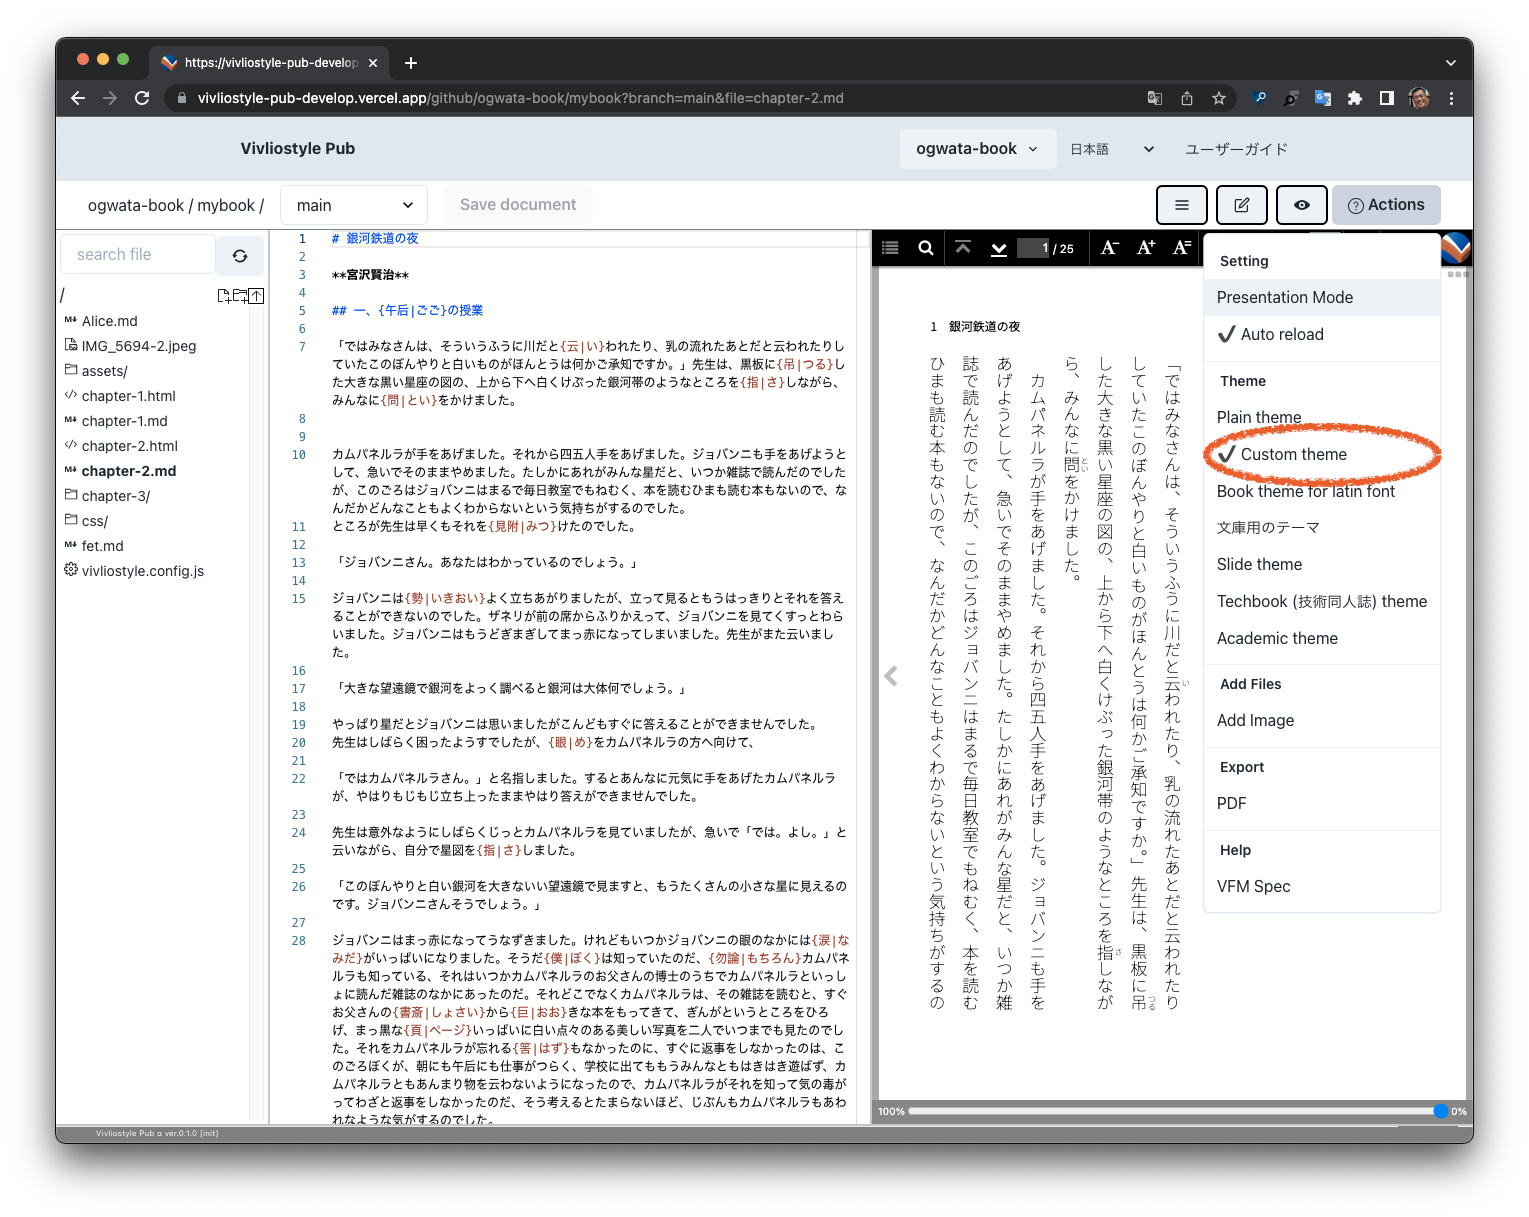 https://vivliostyle-pub-develop
vivliostyle-pub-develop.vercel.app/github/ogwata-book/mybook?branch=main&file=chapter-2.md
Vivliostyle Pub
ogwata-book
日本語
ユーザーガイド
ogwata-book / mybook /
main
Save document
Actions
search file
/
Alice.md
IMG_5694-2.jpeg
assets/
chapter-1.html
chapter-1.md
chapter-2.html
chapter-2.md
chapter-3/
css/
fet.md
vivliostyle.config.js
1 # 銀河鉄道の夜
2
3 **宮沢賢治**
4
5 ## 一、{午后|ごご}の授業
6
7 「ではみなさんは、そういうふうに川だと{云|い}われたり、乳の流れたあとだと云われたりし
ていたこのぼんやりと白いものがほんとうは何かご承知ですか。」先生は、黒板に{吊|つる}し
た大きな黒い星座の図の、上から下へ白くけぶった銀河帯のようなところを{指|さ}しながら、
みんなに{問|とい}をかけました。
8
9
10 カムパネルラが手をあげました。それから四五人手をあげました。ジョバンニも手をあげようと
して、急いでそのままやめました。たしかにあれがみんな星だと、いつか雑誌で読んだのでした
が、このごろはジョバンニはまるで毎日教室でもねむく、本を読むひまも読む本もないので、な
んだかどんなこともよくわからないという気持ちがするのでした。
11 ところが先生は早くもそれを{見附|みつ}けたのでした。
12
13 「ジョバンニさん。あなたはわかっているのでしょう。」
14
15 ジョバンニは{勢|いきおい}よく立ちあがりましたが、立って見るともうはっきりとそれを答え
ることができないのでした。ザネリが前の席からふりかえって、ジョバンニを見てくすっとわら
いました。ジョバンニはもうどぎまぎしてまっ赤になってしまいました。先生がまた云いまし
た。
16
17 「大きな望遠鏡で銀河をよっく調べると銀河は大体何でしょう。」
18
19 やっぱり星だとジョバンニは思いましたがこんどもすぐに答えることができませんでした。
20 先生はしばらく困ったようすでしたが、{眼|め}をカムパネルラの方へ向けて、
21
22 「ではカムパネルラさん。」と名指しました。するとあんなに元気に手をあげたカムパネルラ
が、やはりもじもじ立ち上ったままやはり答えができませんでした。
23
24 先生は意外なようにしばらくじっとカムパネルラを見ていましたが、急いで「では。よし。」と
云いながら、自分で星図を{指|さ}しました。
25
26 「このぼんやりと白い銀河を大きないい望遠鏡で見ますと、もうたくさんの小さな星に見えるの
です。ジョバンニさんそうでしょう。」
27
28 ジョバンニはまっ赤になってうなずきました。けれどもいつかジョバンニの眼のなかには{涙|な
みだ}がいっぱいになりました。そうだ{僕|ぼく}は知っていたのだ、{勿論|もちろん}カムパネ
ルラも知っている、それはいつかカムパネルラのお父さんの博士のうちでカムパネルラといっし
ょに読んだ雑誌のなかにあったのだ。それどこでなくカムパネルラは、その雑誌を読むと、すぐ
お父さんの{書斎|しょさい}から{巨|おお}きな本をもってきて、ぎんがというところをひろ
げ、まっ黒な{頁|ページ}いっぱいに白い点々のある美しい写真を二人でいつまでも見たのでし
た。それをカムパネルラが忘れる{筈|はず}もなかったのに、すぐに返事をしなかったのは、こ
のごろぼくが、朝にも午后にも仕事がつらく、学校に出てももうみんなともはきはき遊ばず、カ
ムパネルラともあんまり物を云わないようになったので、カムパネルラがそれを知って気の毒が
ってわざと返事をしなかったのだ、そう考えるとたまらないほど、じぶんもカムパネルラもあわ
れなような気がするのでした。
1 / 25
A- A+ A=
1 銀河鉄道の夜
「ではみなさんは、そういうふうに川だと云われたり、乳の流れたあとだと云われたり
していたこのぼんやりと白いものがほんとうは何かご承知ですか。」先生は、黒板に吊
した大きな黒い星座の図の、上から下へ白くけぶった銀河帯のようなところを指しなが
ら、みんなに問をかけました。
カムパネルラが手をあげました。それから四五人手をあげました。ジョバンニも手を
あげようとして、急いでそのままやめました。たしかにあれがみんな星だと、いつか雑
誌で読んだのでしたが、このごろはジョバンニはまるで毎日教室でもねむく、本を読む
ひまも読む本もないので、なんだかどんなこともよくわからないという気持ちがするの
い
つる
さ
とい
Setting
Presentation Mode
✔ Auto reload
Theme
Plain theme
✔ Custom theme
Book theme for latin font
文庫用のテーマ
Slide theme
Techbook (技術同人誌) theme
Academic theme
Add Files
Add Image
Export
PDF
Help
VFM Spec
100%
0%
Vivliostyle Pub α ver.0.1.0 [init]